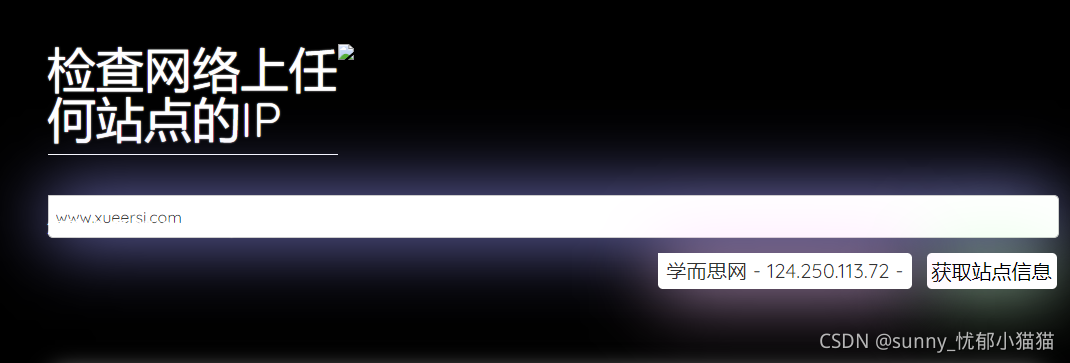 检查网络上任
何站点的IP
www.xueersi.com
学而思网 - 124.250.113.72 -
获取站点信息
CSDN @sunny_忧郁小猫猫